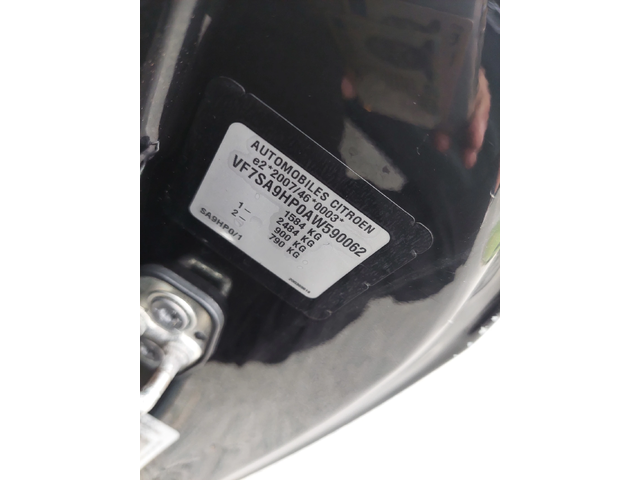 AUTOMOBILES CITROEN
e2*2007/46*0003*
VF7SA9HP0AW590062
1584 KG
2484 KG
1– 900 KG
2– 790 KG
SA9HP0/1